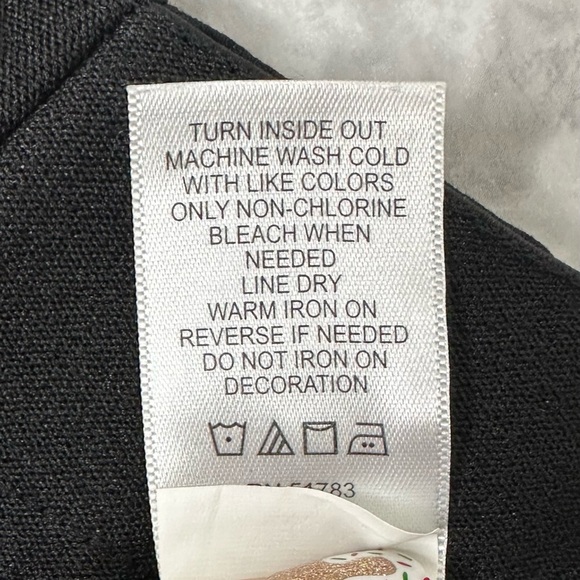 TURN INSIDE OUT
MACHINE WASH COLD
WITH LIKE COLORS
ONLY NON-CHLORINE
BLEACH WHEN
NEEDED
LINE DRY
WARM IRON ON
REVERSE IF NEEDED
DO NOT IRON ON
DECORATION